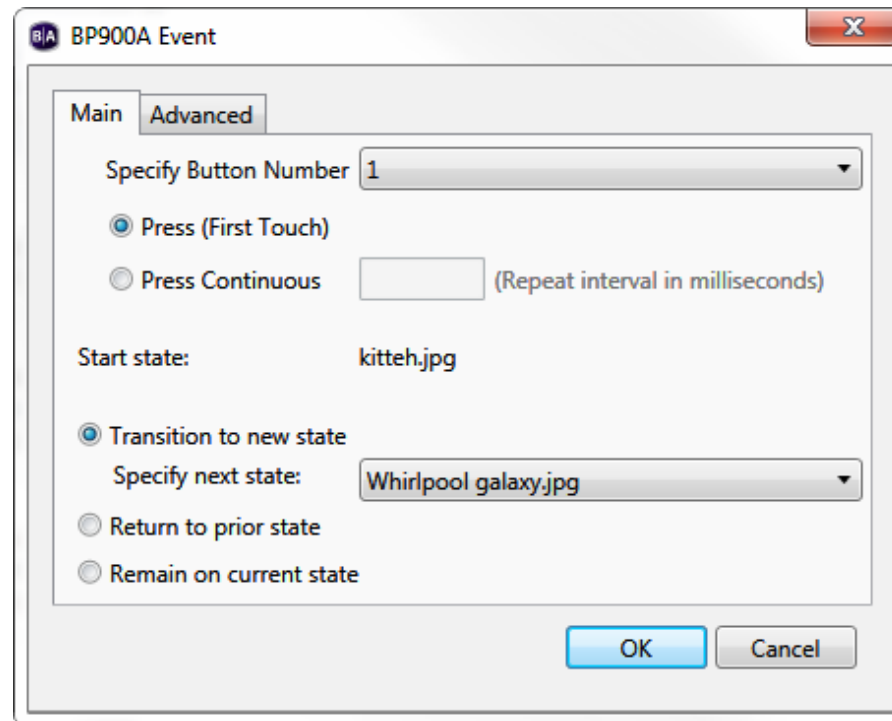 B|A BP900A Event
Main Advanced
Specify Button Number 1
Press (First Touch)
Press Continuous (Repeat interval in milliseconds)
Start state: kitteh.jpg
Transition to new state
Specify next state: Whirlpool galaxy.jpg
Return to prior state
Remain on current state
OK Cancel